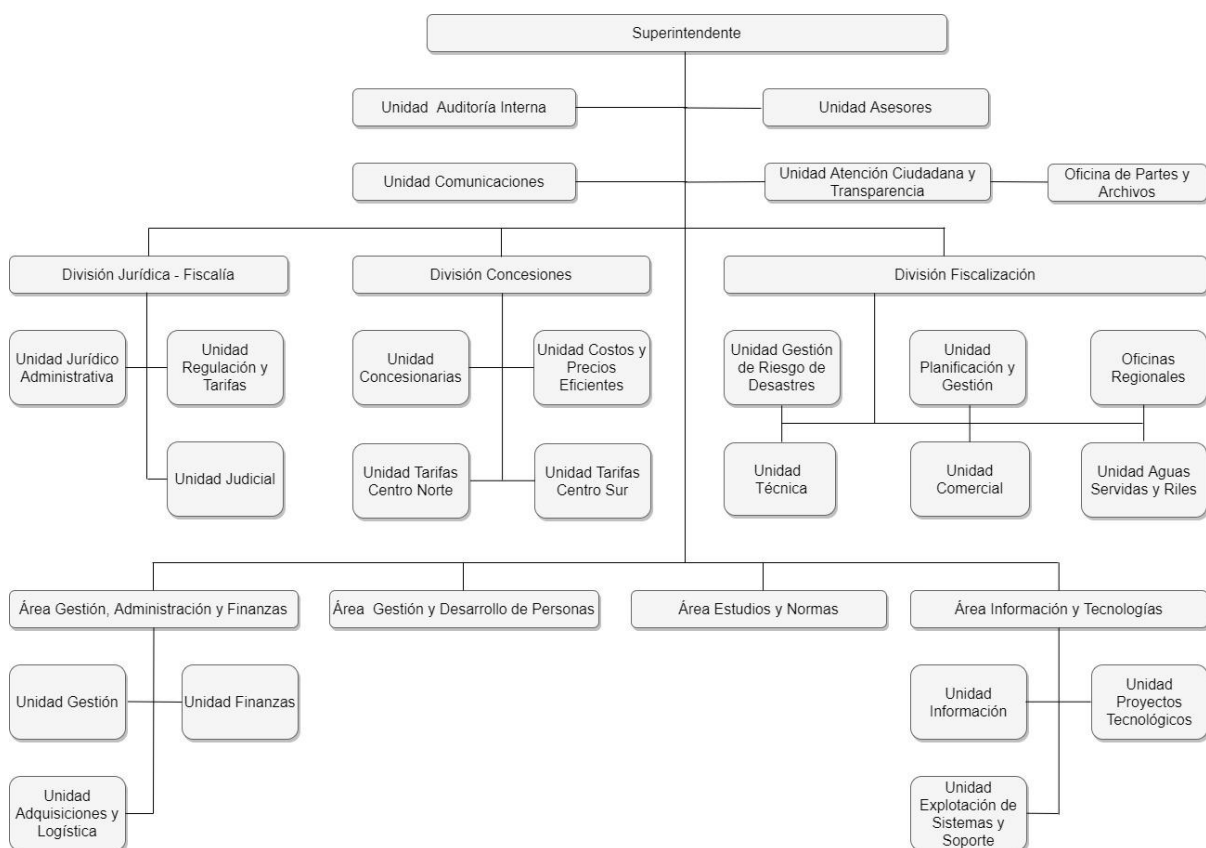 Superintendente
Unidad Auditoría Interna
Unidad Asesores
Unidad Comunicaciones
Unidad Atención Ciudadana y
Transparencia
Oficina de Partes y
Archivos
División Jurídica - Fiscalía
División Concesiones
División Fiscalización
Unidad Jurídico
Administrativa
Unidad
Regulación y
Tarifas
Unidad
Concesionarias
Unidad Costos y
Precios
Eficientes
Unidad Gestión
de Riesgo de
Desastres
Unidad
Planificación y
Gestión
Oficinas
Regionales
Unidad Judicial
Unidad Tarifas
Centro Norte
Unidad Tarifas
Centro Sur
Unidad
Técnica
Unidad
Comercial
Unidad Aguas
Servidas y Riles
Área Gestión, Administración y Finanzas
Área Gestión y Desarrollo de Personas
Área Estudios y Normas
Área Información y Tecnologías
Unidad Gestión
Unidad Finanzas
Unidad
Información
Unidad
Proyectos
Tecnológicos
Unidad
Adquisiciones y
Logística
Unidad
Explotación de
Sistemas y
Soporte